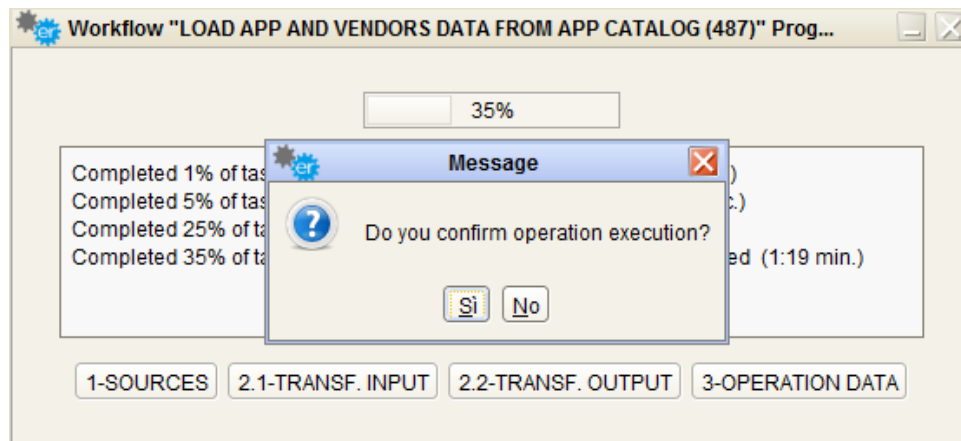 er Workflow "LOAD APP AND VENDORS DATA FROM APP CATALOG (487)" Prog...
35%
Completed 1% of tas )
Completed 5% of tas c.)
Completed 25% of ta
Completed 35% of ta ed (1:19 min.)
er Message
Do you confirm operation execution?
Sì No
1-SOURCES 2.1-TRANSF. INPUT 2.2-TRANSF. OUTPUT 3-OPERATION DATA